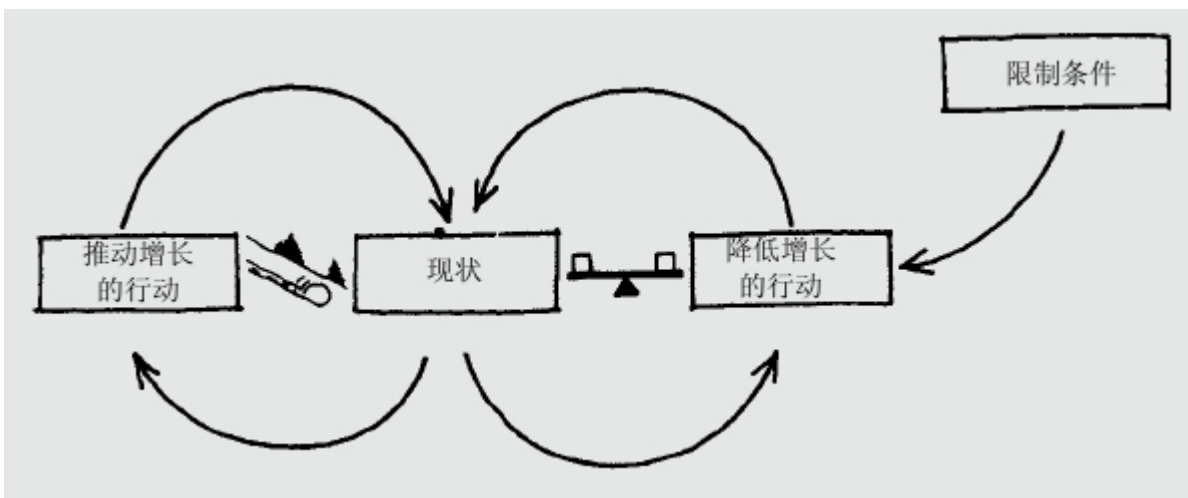 限制条件
推动增长
的行动
现状
降低增长
的行动